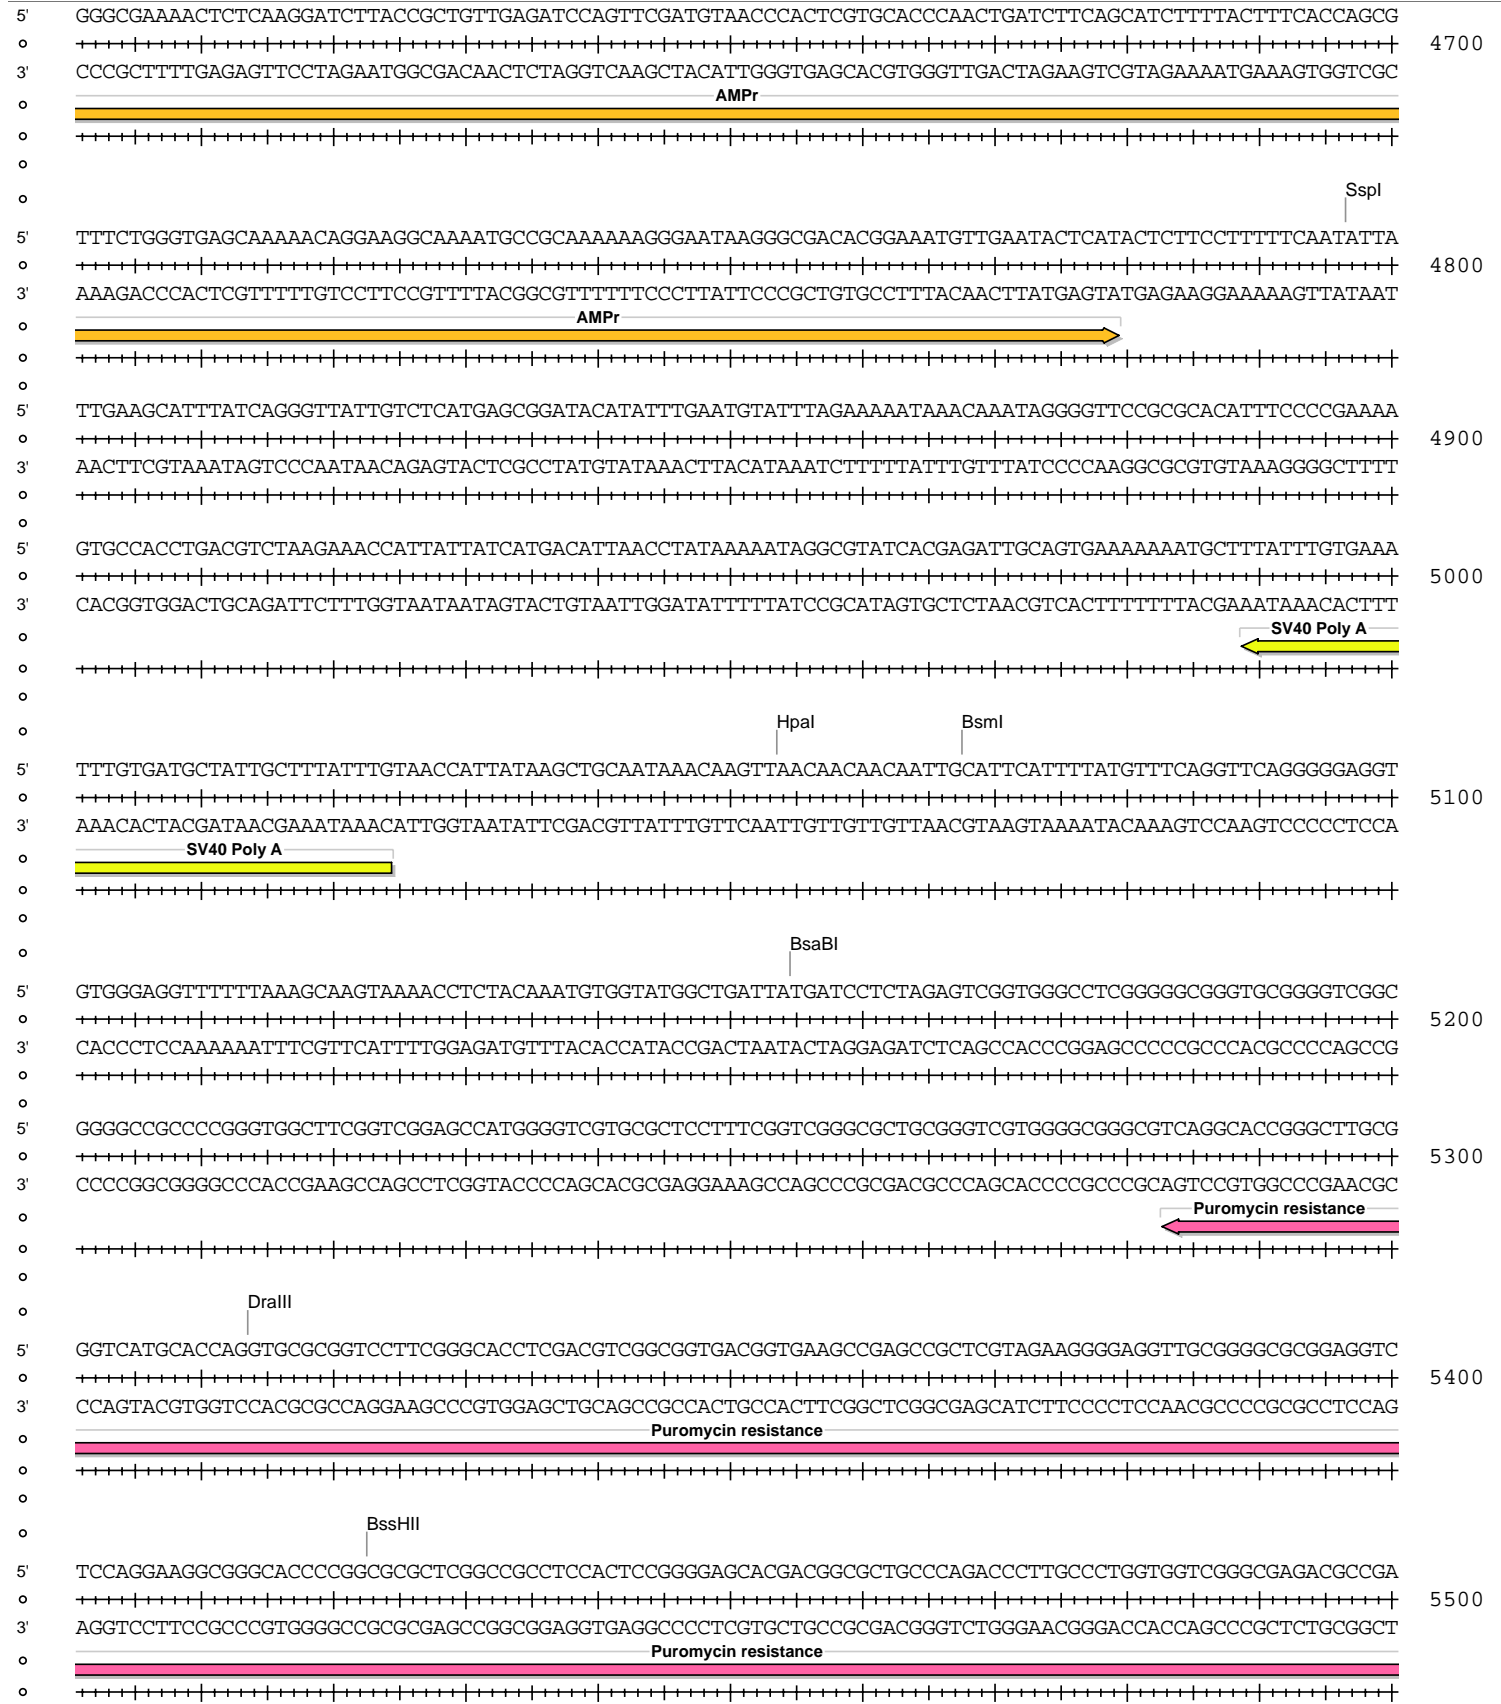 5' GGGCGAAAACTCTCAAGGATCTTACCGCTGTTGAGATCCAGTTCGATGTAACCCACTCGTGCACCCAACTGATCTTCAGCATCTTTTACTTTCACCAGCG
4700
3' CCCGCTTTTGAGAGTTCCTAGAATGGCGACAACTCTAGGTCAAGCTACATTGGGTGAGCACGTGGGTTGACTAGAAGTCGTAGAAAATGAAAGTGGTCGC
AMPr
SspI
5' TTTCTGGGTGAGCAAAAACAGGAAGGCAAAATGCCGCAAAAAAGGGAATAAGGGCGACACGGAAATGTTGAATACTCATACTCTTCCTTTTTCAATATTA
4800
3' AAAGACCCACTCGTTTTTGTCCTTCCGTTTTACGGCGTTTTTTCCCTTATTCCCGCTGTGCCTTTACAACTTATGAGTATGAGAAGGAAAAAGTTATAAT
AMPr
5' TTGAAGCATTTATCAGGGTTATTGTCTCATGAGCGGATACATATTTGAATGTATTTAGAAAAATAAACAAATAGGGGTTCCGCGCACATTTCCCCGAAAA
4900
3' AACTTCGTAAATAGTCCCAATAACAGAGTACTCGCCTATGTATAAACTTACATAAATCTTTTTATTTGTTTATCCCCAAGGCGCGTGTAAAGGGGCTTTT
5' GTGCCACCTGACGTCTAAGAAACCATTATTATCATGACATTAACCTATAAAAATAGGCGTATCACGAGATTGCAGTGAAAAAAATGCTTTATTTGTGAAA
5000
3' CACGGTGGACTGCAGATTCTTTGGTAATAATAGTACTGTAATTGGATATTTTTATCCGCATAGTGCTCTAACGTCACTTTTTTTACGAAATAAACACTTT
SV40 Poly A
HpaI BsmI
5' TTTGTGATGCTATTGCTTTATTTGTAACCATTATAAGCTGCAATAAACAAGTTAACAACAACAATTGCATTCATTTTATGTTTCAGGTTCAGGGGGAGGT
5100
3' AAACACTACGATAACGAAATAAACATTGGTAATATTCGACGTTATTTGTTCAATTGTTGTTGTTAACGTAAGTAAAATACAAAGTCCAAGTCCCCCTCCA
SV40 Poly A
BsaBI
5' GTGGGAGGTTTTTTAAAGCAAGTAAAACCTCTACAAATGTGGTATGGCTGATTATGATCCTCTAGAGTCGGTGGGCCTCGGGGGCGGGTGCGGGGTCGGC
5200
3' CACCCTCCAAAAAATTTCGTTCATTTTGGAGATGTTTACACCATACCGACTAATACTAGGAGATCTCAGCCACCCGGAGCCCCCGCCCACGCCCCAGCCG
5' GGGGCCGCCCCGGGTGGCTTCGGTCGGAGCCATGGGGTCGTGCGCTCCTTTCGGTCGGGCGCTGCGGGTCGTGGGGCGGGCGTCAGGCACCGGGCTTGCG
5300
3' CCCCGGCGGGGCCCACCGAAGCCAGCCTCGGTACCCCAGCACGCGAGGAAAGCCAGCCCGCGACGCCCAGCACCCCGCCCGCAGTCCGTGGCCCGAACGC
Puromycin resistance
DraIII
5' GGTCATGCACCAGGTGCGCGGTCCTTCGGGCACCTCGACGTCGGCGGTGACGGTGAAGCCGAGCCGCTCGTAGAAGGGGAGGTTGCGGGGCGCGGAGGTC
5400
3' CCAGTACGTGGTCCACGCGCCAGGAAGCCCGTGGAGCTGCAGCCGCCACTGCCACTTCGGCTCGGCGAGCATCTTCCCCTCCAACGCCCCGCGCCTCCAG
Puromycin resistance
BssHII
5' TCCAGGAAGGCGGGCACCCCGGCGCGCTCGGCCGCCTCCACTCCGGGGAGCACGACGGCGCTGCCCAGACCCTTGCCCTGGTGGTCGGGCGAGACGCCGA
5500
3' AGGTCCTTCCGCCCGTGGGGCCGCGCGAGCCGGCGGAGGTGAGGCCCCTCGTGCTGCCGCGACGGGTCTGGGAACGGGACCACCAGCCCGCTCTGCGGCT
Puromycin resistance